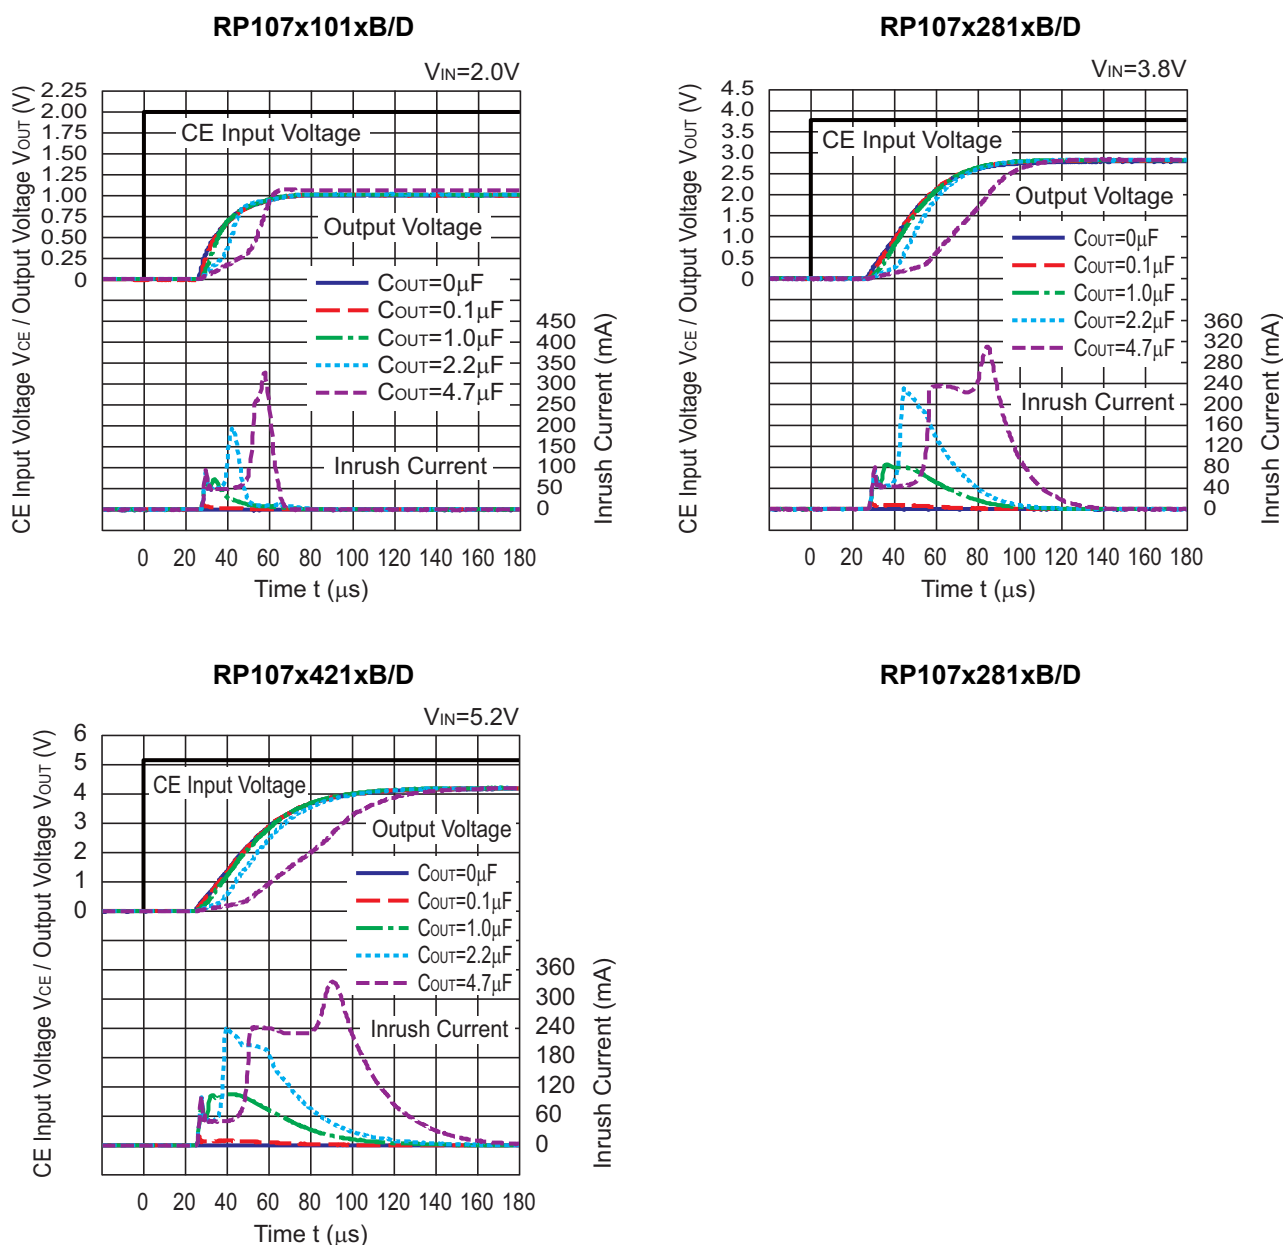 RP107x101xB/D
VIN=2.0V
CE Input Voltage VCE / Output Voltage VOUT (V)
2.25
2.00
1.75
1.50
1.25
1.00
0.75
0.50
0.25
0
CE Input Voltage
Output Voltage
COUT=0μF
COUT=0.1μF
COUT=1.0μF
COUT=2.2μF
COUT=4.7μF
Inrush Current
450
400
350
300
250
200
150
100
50
0
Inrush Current (mA)
0 20 40 60 80 100 120 140 160 180
Time t (μs)
RP107x281xB/D
VIN=3.8V
CE Input Voltage VCE / Output Voltage VOUT (V)
4.5
4.0
3.5
3.0
2.5
2.0
1.5
1.0
0.5
0
CE Input Voltage
Output Voltage
COUT=0μF
COUT=0.1μF
COUT=1.0μF
COUT=2.2μF
COUT=4.7μF
Inrush Current
360
320
280
240
200
160
120
80
40
0
Inrush Current (mA)
0 20 40 60 80 100 120 140 160 180
Time t (μs)
RP107x421xB/D
VIN=5.2V
CE Input Voltage VCE / Output Voltage VOUT (V)
6
5
4
3
2
1
0
CE Input Voltage
Output Voltage
COUT=0μF
COUT=0.1μF
COUT=1.0μF
COUT=2.2μF
COUT=4.7μF
Inrush Current
360
300
240
180
120
60
0
Inrush Current (mA)
0 20 40 60 80 100 120 140 160 180
Time t (μs)
RP107x281xB/D